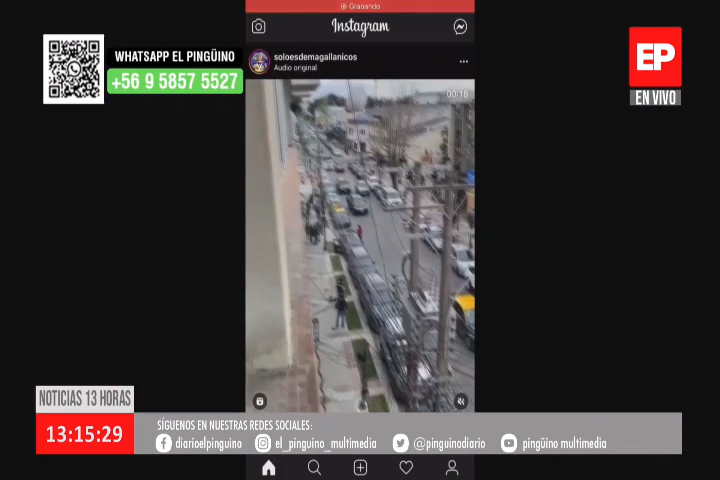 Grabando
Instagram
soloesdemagallanicos
Audio original
00:18
WHATSAPP EL PINGÜINO
+56 9 5857 5527
EP
EN VIVO
NOTICIAS 13 HORAS
13:15:29
SÍGUENOS EN NUESTRAS REDES SOCIALES:
diarioelpinguino el_pinguino_multimedia @pinguinodiario pingüino multimedia